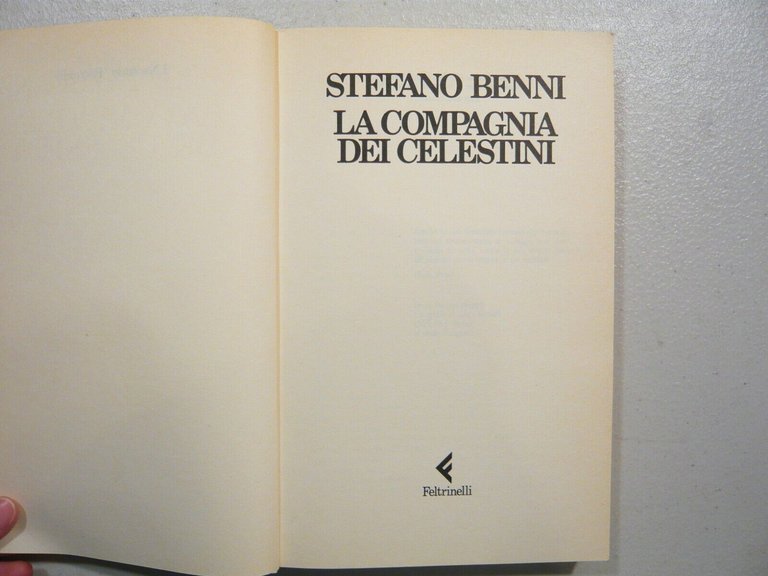 STEFANO BENNI
LA COMPAGNIA
DEI CELESTINI
Feltrinelli